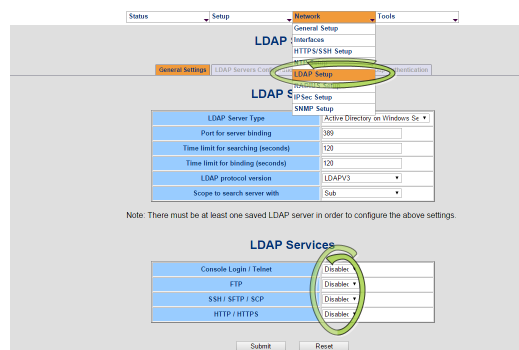 Status Setup Network Tools
General Setup
LDAP Interfaces
HTTPS/SSH Setup
General Settings LDAP Servers
LDAP Setup
LDAP S IPSec Setup
SNMP Setup
LDAP Server Type Active Directory on Windows Se
Port for server binding 389
Time limit for searching (seconds) 120
Time limit for binding (seconds) 120
LDAP protocol version LDAPV3
Scope to search server with Sub
Note: There must be at least one saved LDAP server in order to configure the above settings.
LDAP Services
Console Login / Telnet Disablec
FTP Disablec
SSH / SFTP / SCP Disablec
HTTP / HTTPS Disablec
Submit Reset